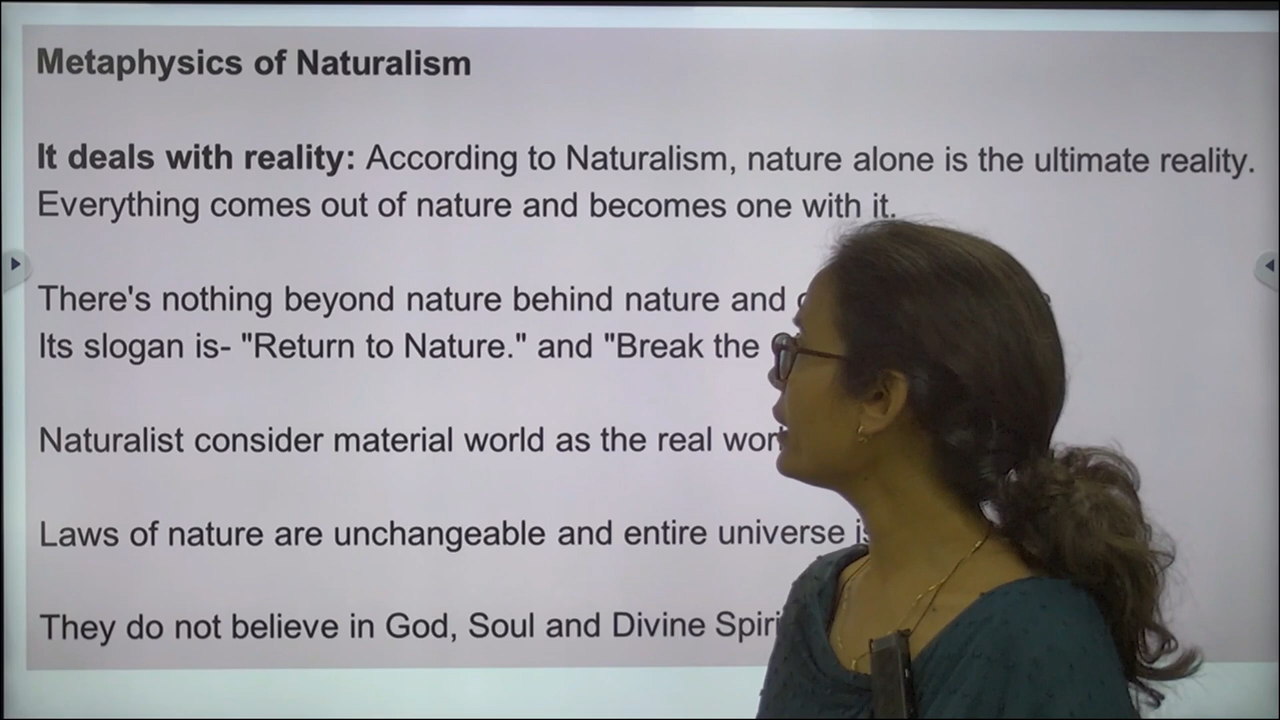 Metaphysics of Naturalism
It deals with reality: According to Naturalism, nature alone is the ultimate reality.
Everything comes out of nature and becomes one with it.
There's nothing beyond nature behind nature and
Its slogan is- "Return to Nature." and "Break the
Naturalist consider material world as the real
Laws of nature are unchangeable and entire universe
They do not believe in God, Soul and Divine